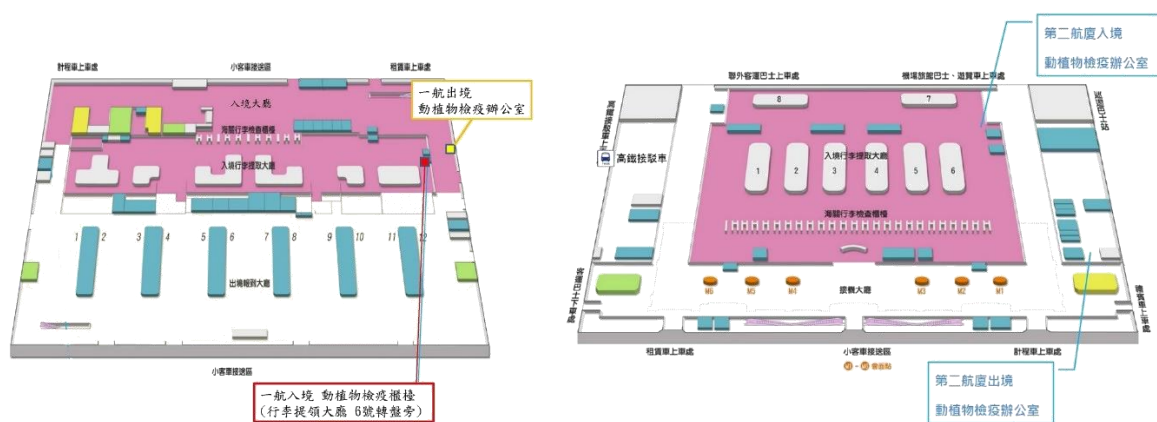 計程車上車處
小客車接送區
租賃車上車處
一航出境
動植物檢疫辦公室
入境大廳
海關行李檢查櫃檯
入境行李提取大廳
1 2 3 4 5 6 7 8 9 10 11 12
出境報到大廳
小客車接送區
一航入境 動植物檢疫櫃檯
(行李提領大廳 6號轉盤旁)
第二航廈入境
動植物檢疫辦公室
聯外客運巴士上車處
機場旅館巴士、遊覽車上車處
8
7
高鐵接駁車
入境行李提取大廳
1 2 3 4 5 6
海關行李檢查櫃檯
M6 M5 M4 M3 M2 M1
接機大廳
租賃車上車處
小客車接送區
計程車上車處
第二航廈出境
動植物檢疫辦公室